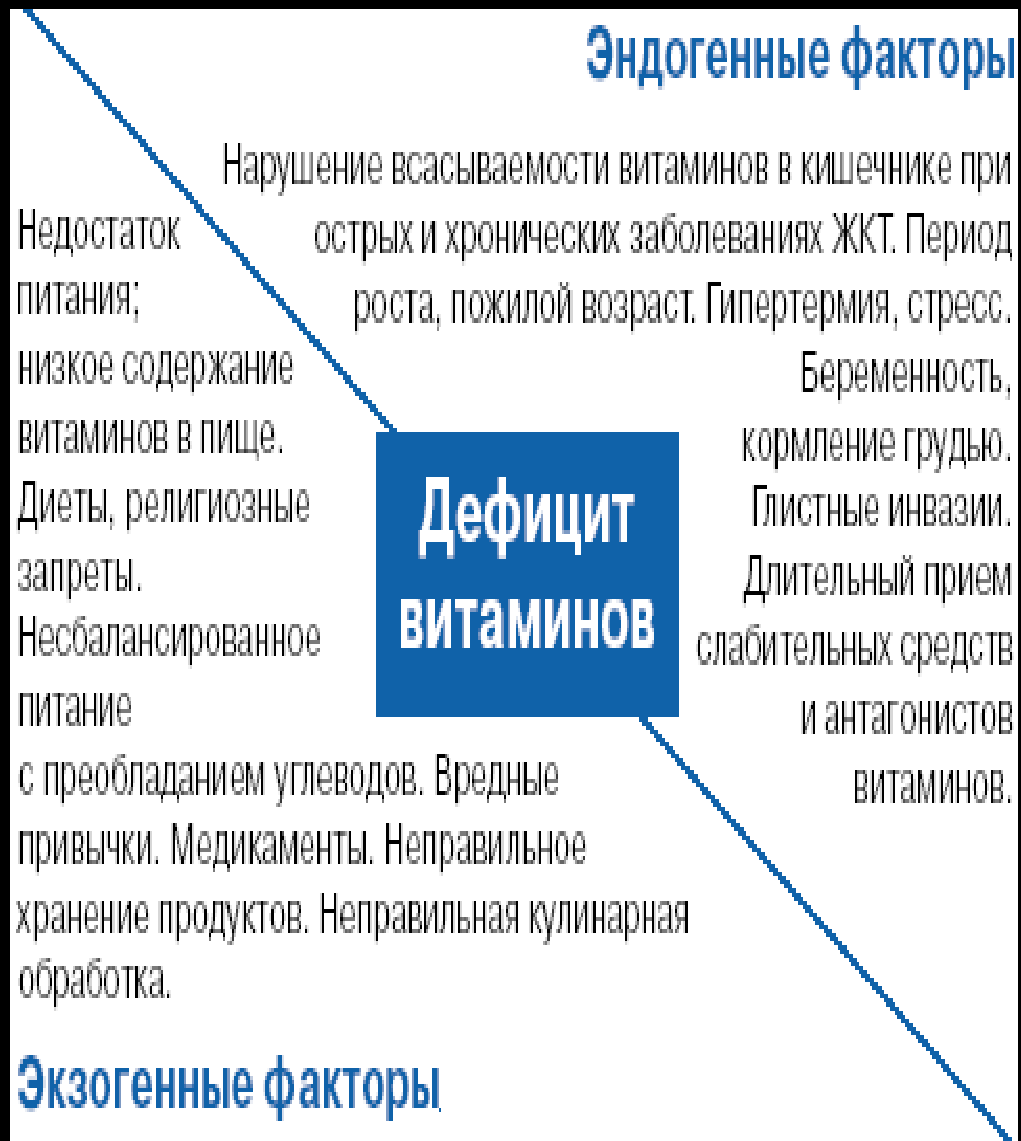 Эндогенные факторы
Нарушение всасываемости витаминов в кишечнике при
острых и хронических заболеваниях ЖКТ. Период
роста, пожилой возраст. Гипертермия, стресс.
Беременность,
кормление грудью.
Глистные инвазии.
Длительный прием
слабительных средств
и антагонистов
витаминов.
Дефицит
витаминов
Недостаток
питания;
низкое содержание
витаминов в пище.
Диеты, религиозные
запреты.
Несбалансированное
питание
с преобладанием углеводов. Вредные
привычки. Медикаменты. Неправильное
хранение продуктов. Неправильная кулинарная
обработка.
Экзогенные факторы